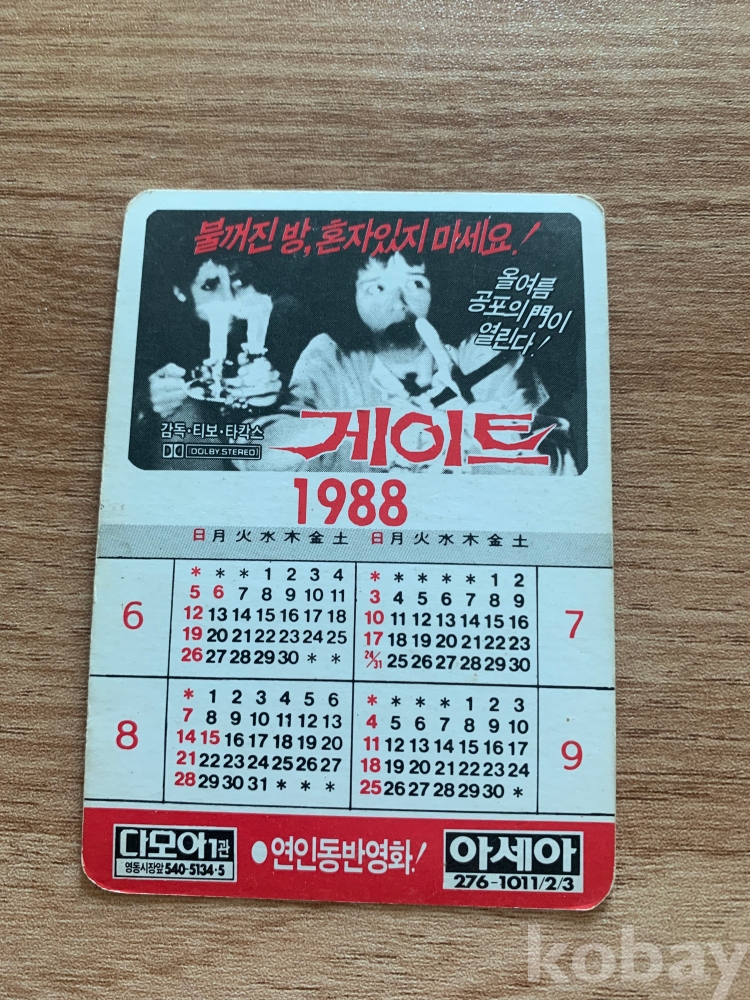 불꺼진 방, 혼자있지 마세요!
올여름
공포의 門이
열린다!
감독·티보·타칵스
DOLBY STEREO
게이트
1988
日 月 火 水 木 金 土 日 月 火 水 木 金 土
6
* * * 1 2 3 4
5 6 7 8 9 10 11
12 13 14 15 16 17 18
19 20 21 22 23 24 25
26 27 28 29 30 * *
* * * * * 1 2
3 4 5 6 7 8 9
10 11 12 13 14 15 16
17 18 19 20 21 22 23
24/31 25 26 27 28 29 30
7
8
* 1 2 3 4 5 6
7 8 9 10 11 12 13
14 15 16 17 18 19 20
21 22 23 24 25 26 27
28 29 30 31 * * *
* * * * 1 2 3
4 5 6 7 8 9 10
11 12 13 14 15 16 17
18 19 20 21 22 23 24
25 26 27 28 29 30 *
9
다모아1관
영동시장앞 540-5134·5
●연인동반영화!
아세아
276-1011/2/3
kobay